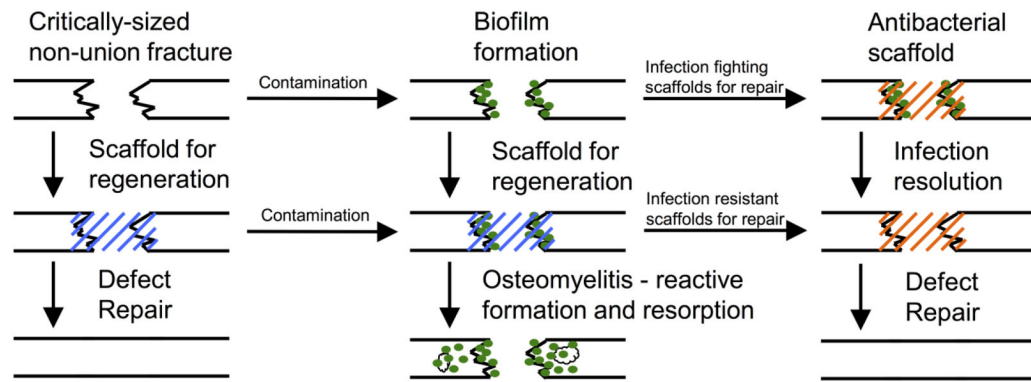 Critically-sized
non-union fracture
Contamination
Biofilm
formation
Infection fighting
scaffolds for repair
Antibacterial
scaffold
Scaffold for
regeneration
Scaffold for
regeneration
Infection
resolution
Contamination
Infection resistant
scaffolds for repair
Defect
Repair
Osteomyelitis - reactive
formation and resorption
Defect
Repair